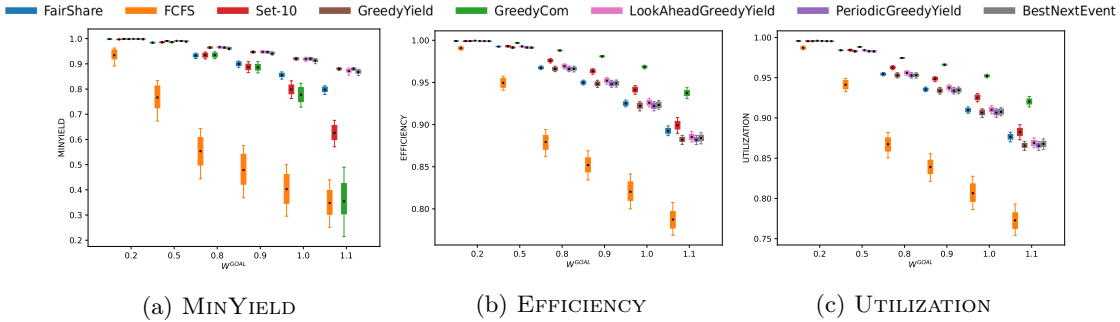 FairShare FCFS Set-10 GreedyYield GreedyCom LookAheadGreedyYield PeriodicGreedyYield BestNextEvent
MINYIELD
1.0
0.9
0.8
0.7
0.6
0.5
0.4
0.3
0.2
0.2 0.5 0.8 0.9 1.0 1.1
W^GOAL
(a) MINYIELD
EFFICIENCY
1.00
0.95
0.90
0.85
0.80
0.2 0.5 0.8 0.9 1.0 1.1
W^GOAL
(b) EFFICIENCY
UTILIZATION
1.00
0.95
0.90
0.85
0.80
0.75
0.2 0.5 0.8 0.9 1.0 1.1
W^GOAL
(c) UTILIZATION